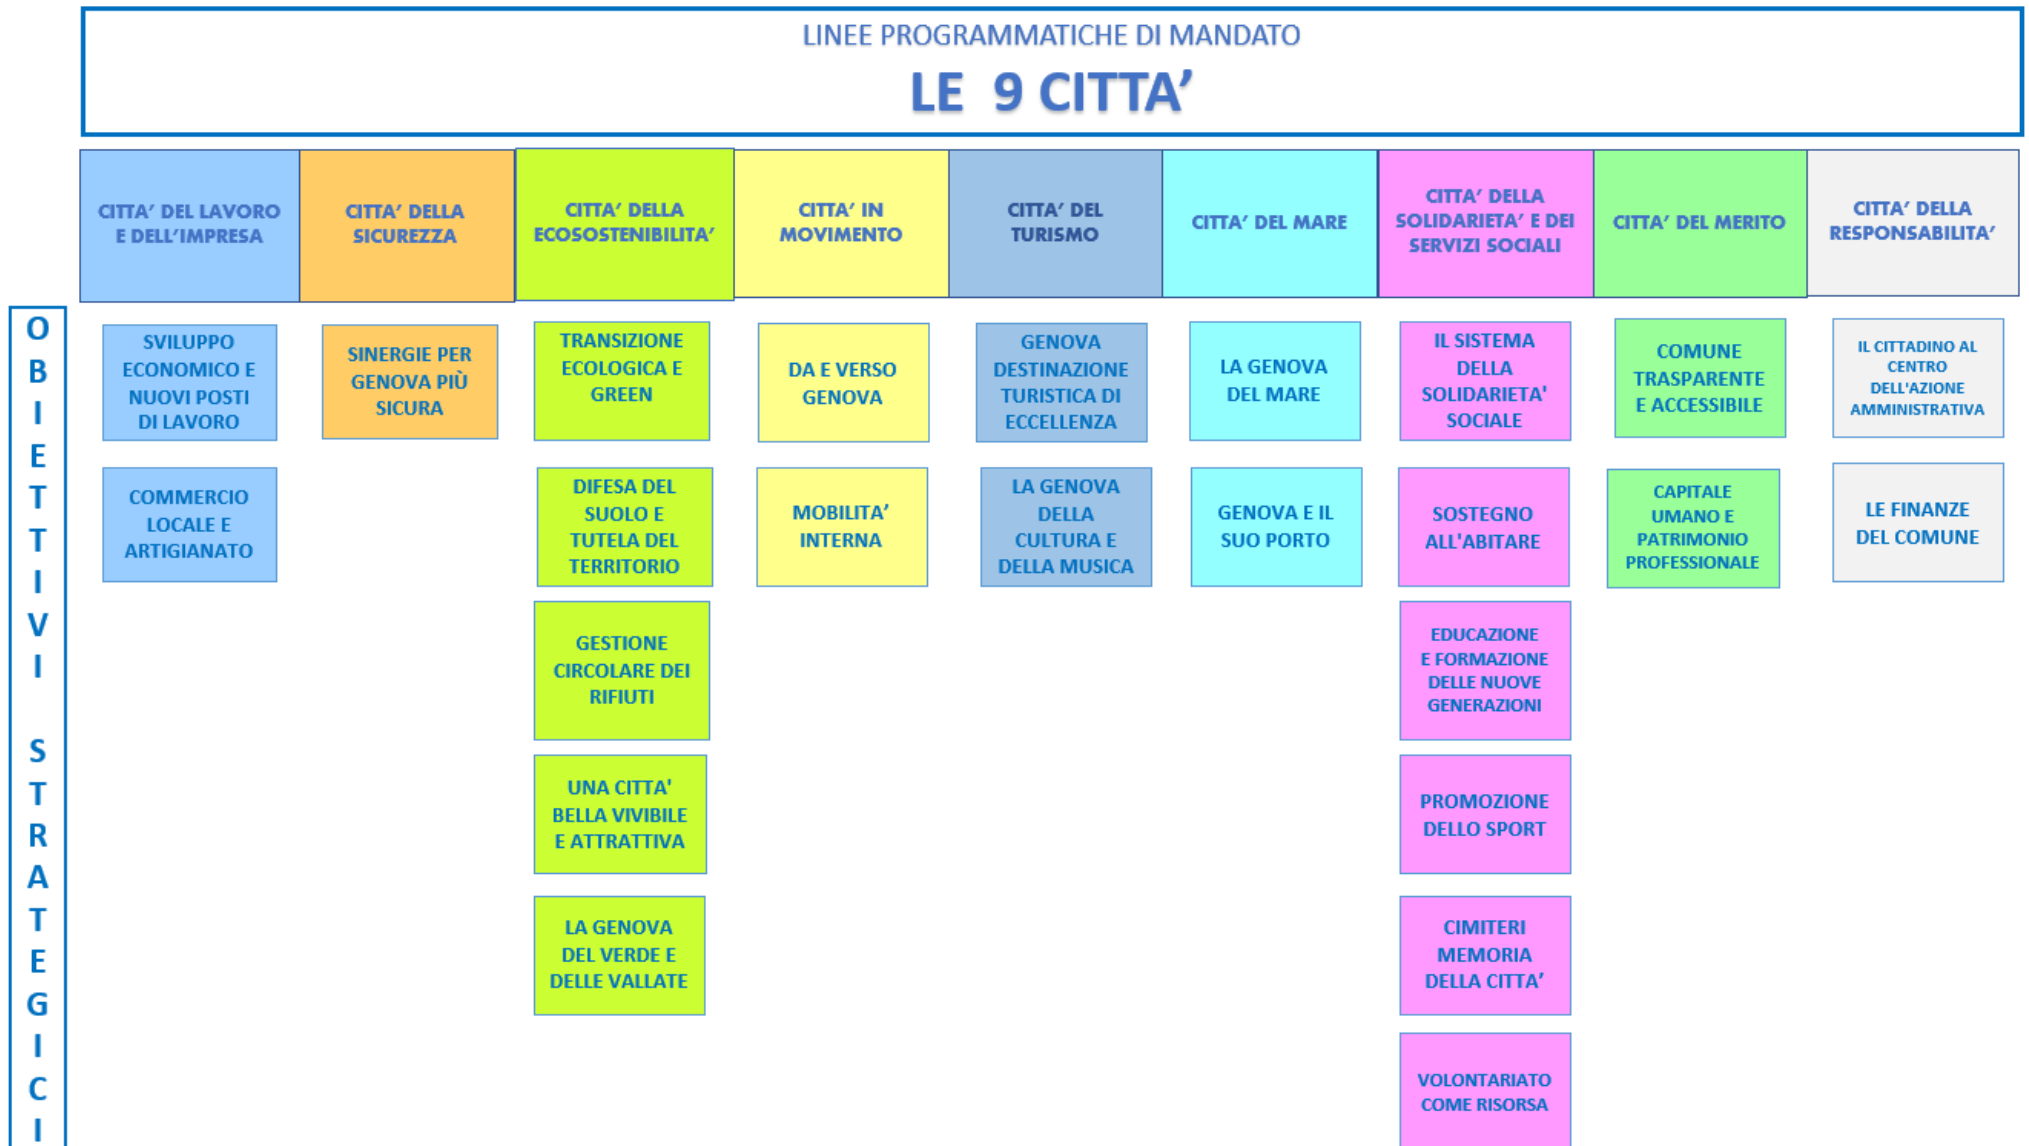 LINEE PROGRAMMATICHE DI MANDATO
LE 9 CITTA’
CITTA’ DEL LAVORO
E DELL’IMPRESA
CITTA’ DELLA
SICUREZZA
CITTA’ DELLA
ECOSOSTENIBILITA’
CITTA’ IN
MOVIMENTO
CITTA’ DEL
TURISMO
CITTA’ DEL MARE
CITTA’ DELLA
SOLIDARIETA’ E DEI
SERVIZI SOCIALI
CITTA’ DEL MERITO
CITTA’ DELLA
RESPONSABILITA’
OBIETTIVI STRATEGICI
SVILUPPO
ECONOMICO E
NUOVI POSTI
DI LAVORO
SINERGIE PER
GENOVA PIÙ
SICURA
TRANSIZIONE
ECOLOGICA E
GREEN
DA E VERSO
GENOVA
GENOVA
DESTINAZIONE
TURISTICA DI
ECCELLENZA
LA GENOVA
DEL MARE
IL SISTEMA
DELLA
SOLIDARIETA'
SOCIALE
COMUNE
TRASPARENTE
E ACCESSIBILE
IL CITTADINO AL
CENTRO
DELL'AZIONE
AMMINISTRATIVA
COMMERCIO
LOCALE E
ARTIGIANATO
DIFESA DEL
SUOLO E
TUTELA DEL
TERRITORIO
MOBILITA’
INTERNA
LA GENOVA
DELLA
CULTURA E
DELLA MUSICA
GENOVA E IL
SUO PORTO
SOSTEGNO
ALL'ABITARE
CAPITALE
UMANO E
PATRIMONIO
PROFESSIONALE
LE FINANZE
DEL COMUNE
GESTIONE
CIRCOLARE DEI
RIFIUTI
EDUCAZIONE
E FORMAZIONE
DELLE NUOVE
GENERAZIONI
UNA CITTA'
BELLA VIVIBILE
E ATTRATTIVA
PROMOZIONE
DELLO SPORT
LA GENOVA
DEL VERDE E
DELLE VALLATE
CIMITERI
MEMORIA
DELLA CITTA’
VOLONTARIATO
COME RISORSA